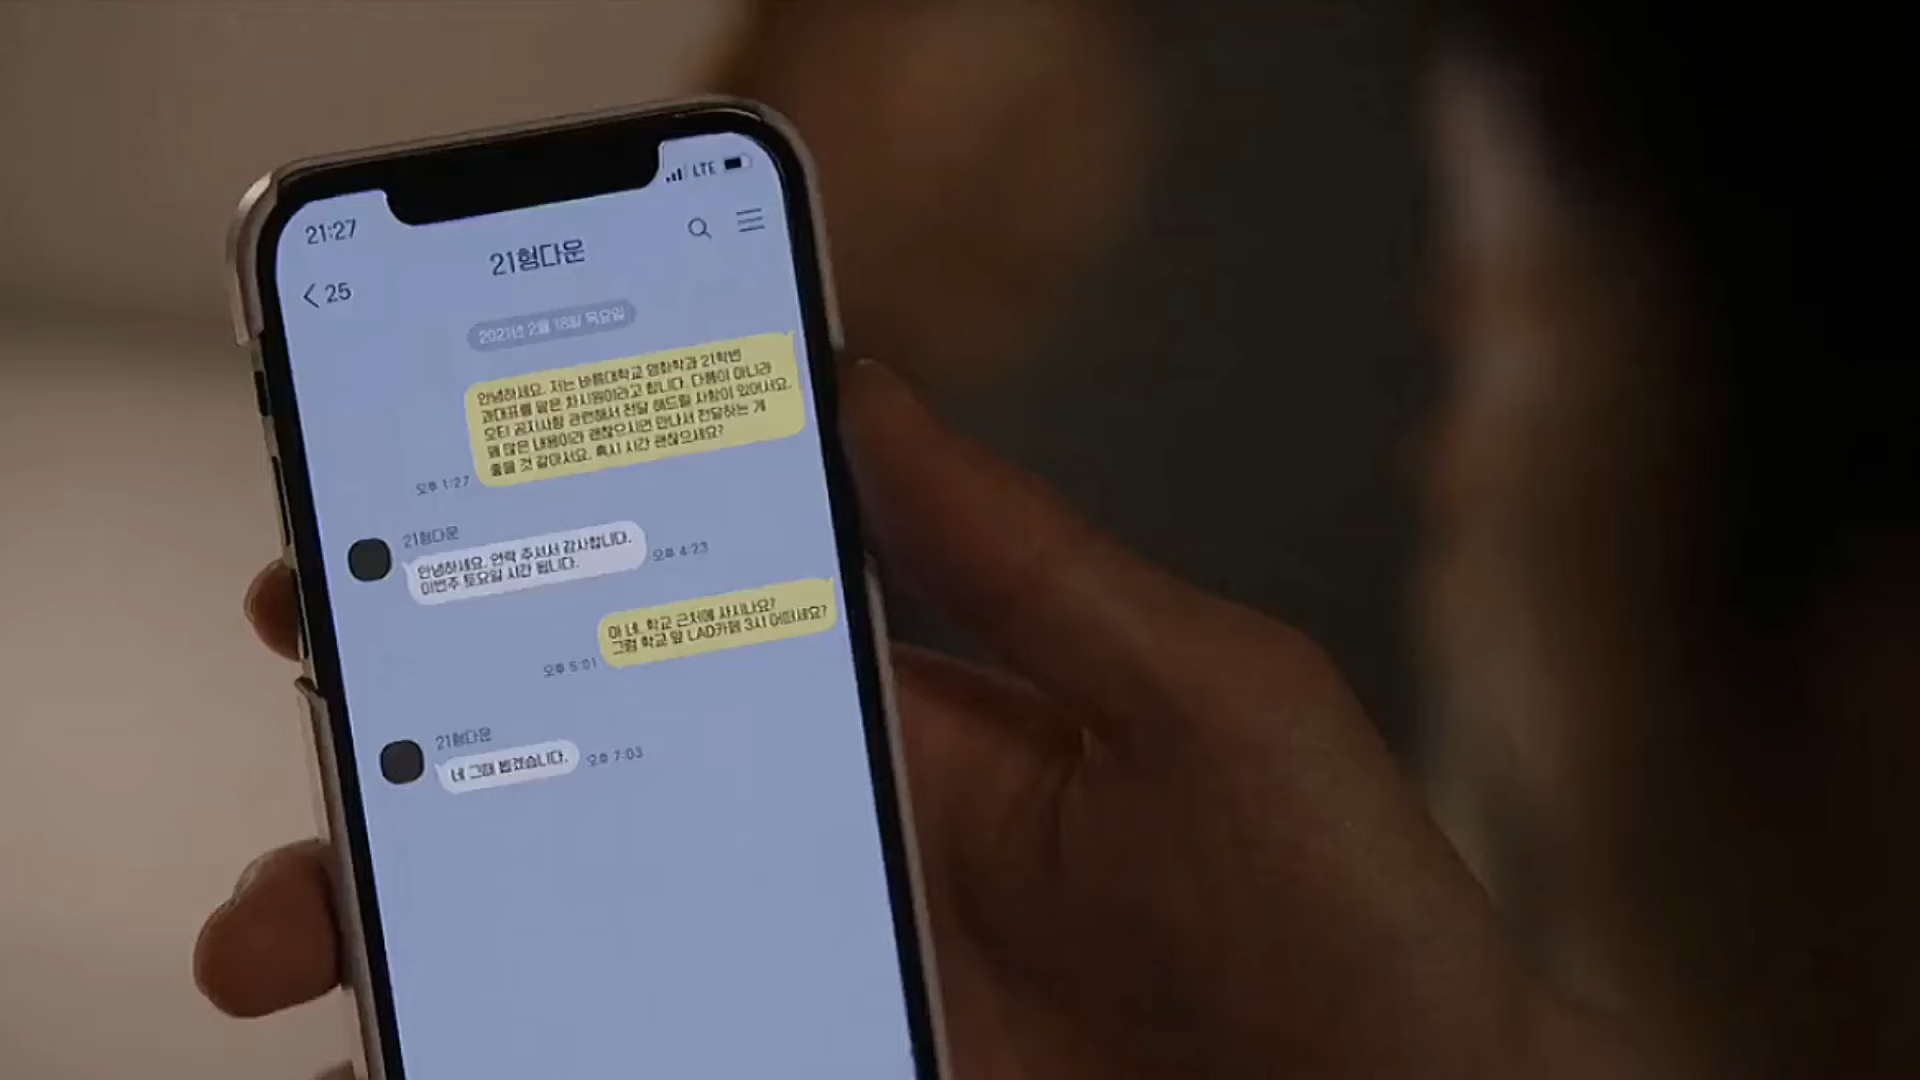 21:27
LTE
< 25
21형다운
2021년 2월 18일 목요일
안녕하세요. 저는 바름대학교 영화학과 21학번
과대표를 맡은 차시원이라고 합니다. 다름이 아니라
오티 공지사항 관련해서 전달 해드릴 사항이 있어서요.
꽤 많은 내용이라 괜찮으시면 만나서 전달하는 게
좋을 것 같아서요. 혹시 시간 괜찮으세요?
오후 1:27
21형다운
안녕하세요. 연락 주셔서 감사합니다.
이번주 토요일 시간 됩니다.
오후 4:23
아 네. 학교 근처에 사시나요?
그럼 학교 앞 LAD카페 3시 어떠세요?
오후 5:01
21형다운
네 그때 뵙겠습니다.
오후 7:03